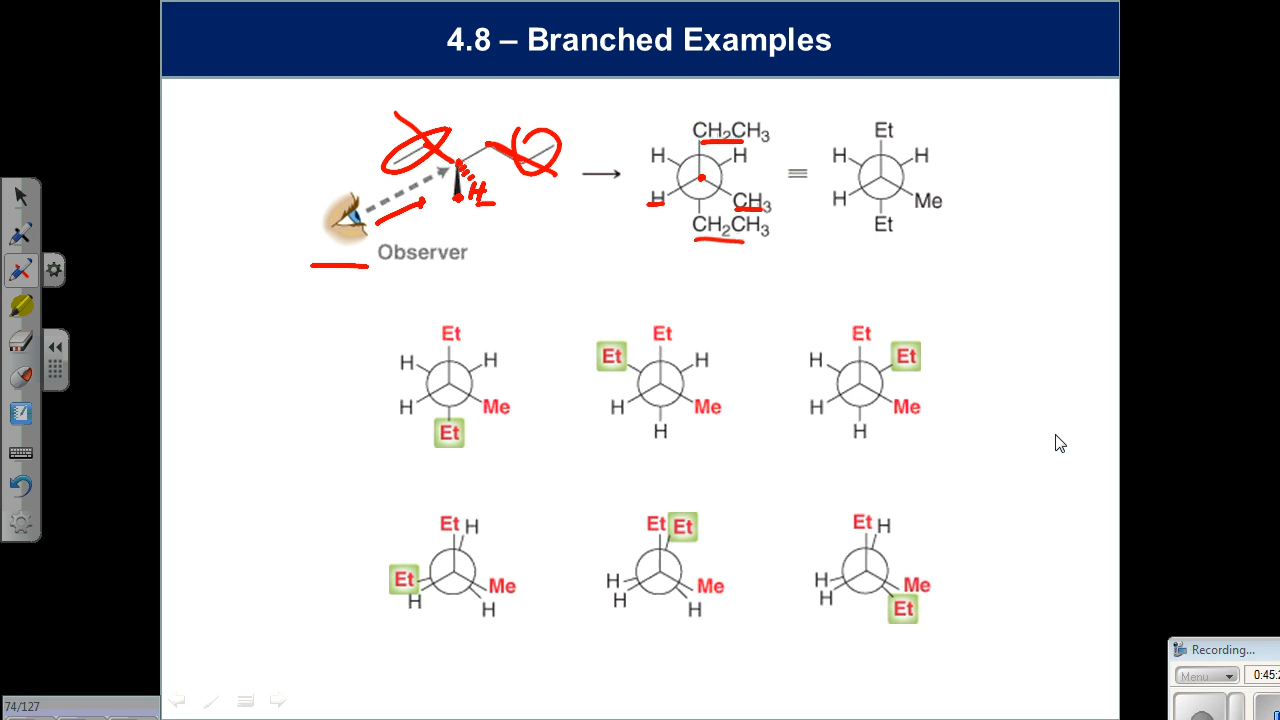 4.8 – Branched Examples
CH2CH3
H H
H CH3
CH2CH3
Et
H H
H Me
Et
H
Observer
Et
H H
H Me
Et
Et
Et H
H Me
H
Et
H Et
H Me
H
Et H
Et Me
H H
Et Et
H Me
H H
Et H
H Me
H Et
74/127
Recording...
Menu 0:45:2